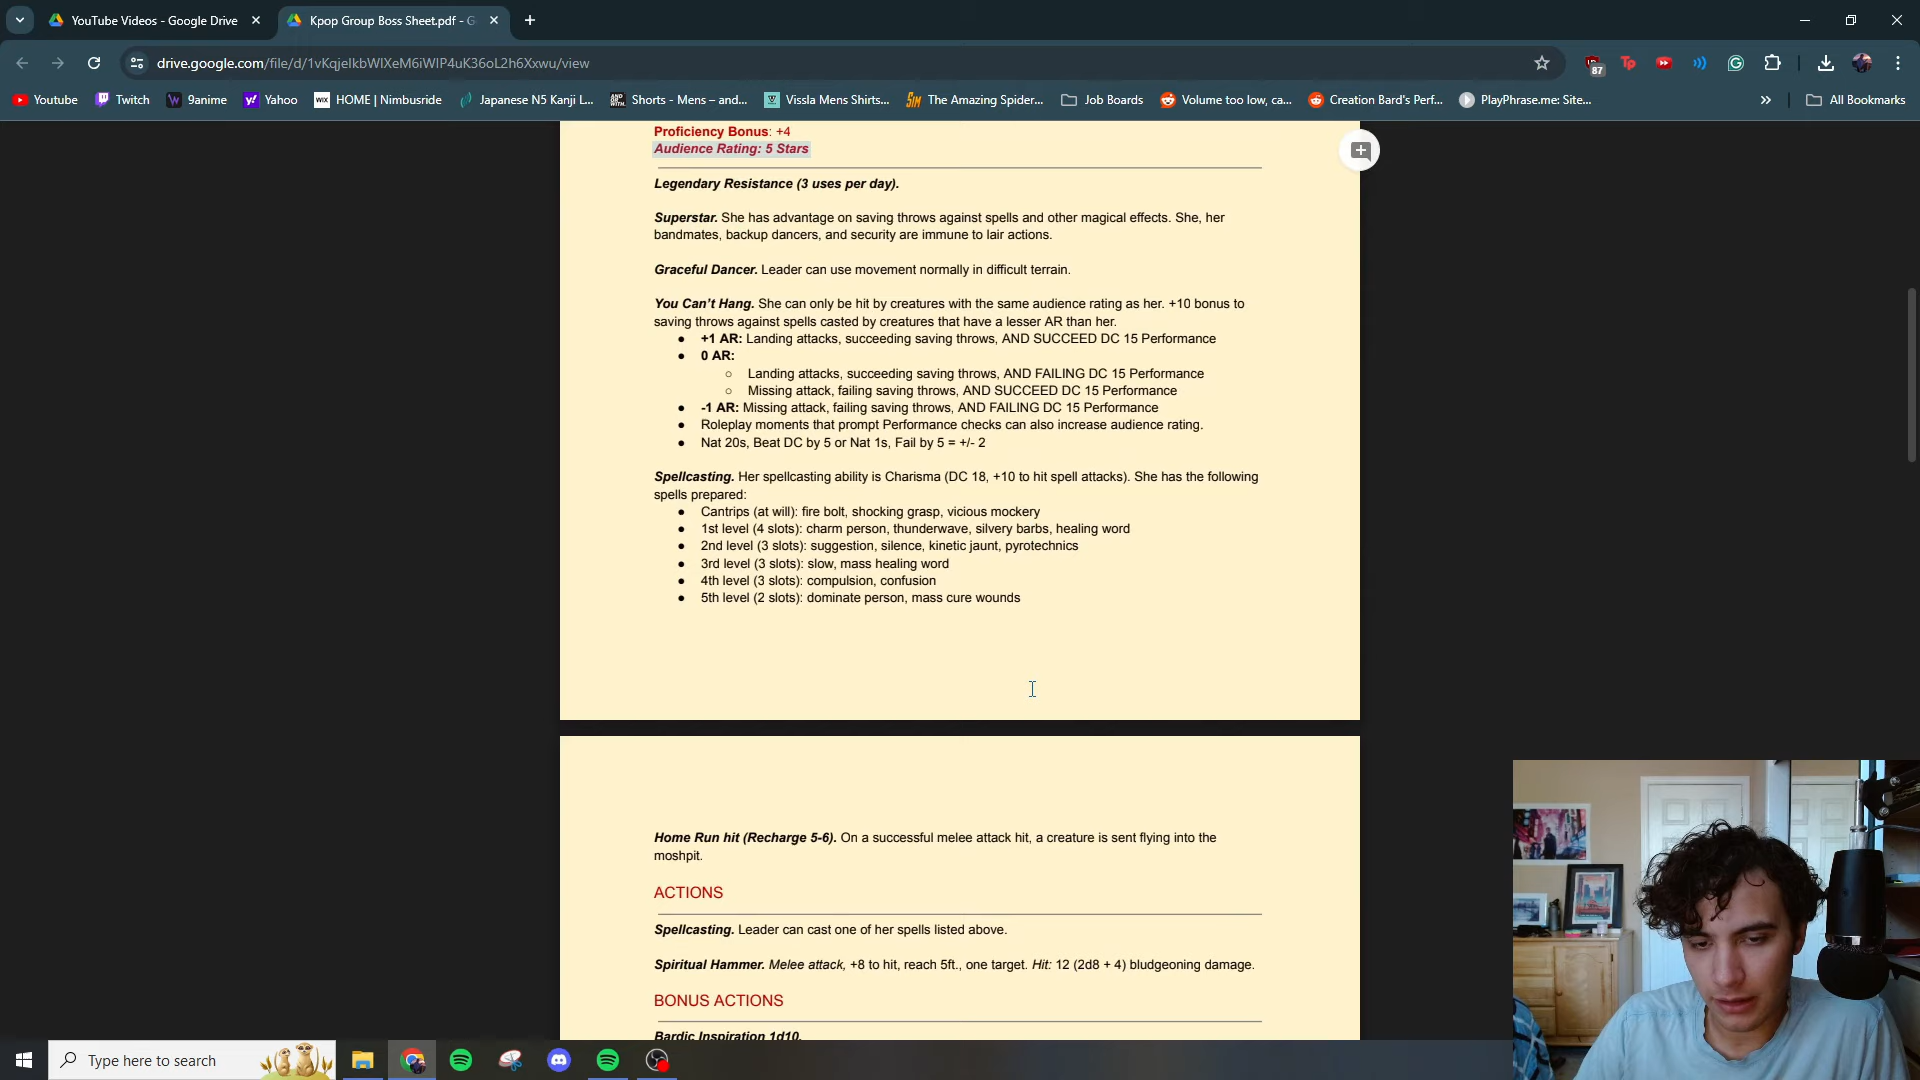 YouTube Videos - Google Drive
Kpop Group Boss Sheet.pdf - G
drive.google.com/file/d/1vKqjelkbWlXeM6iWlP4uK36oL2h6Xxwu/view
87
Youtube
Twitch
9anime
Yahoo
HOME | Nimbusride
Japanese N5 Kanji L...
Shorts - Mens – and...
Vissla Mens Shirts...
The Amazing Spider...
Job Boards
Volume too low, ca...
Creation Bard's Perf...
PlayPhrase.me: Site...
All Bookmarks
Proficiency Bonus: +4
Audience Rating: 5 Stars
Legendary Resistance (3 uses per day).
Superstar. She has advantage on saving throws against spells and other magical effects. She, her
bandmates, backup dancers, and security are immune to lair actions.
Graceful Dancer. Leader can use movement normally in difficult terrain.
You Can't Hang. She can only be hit by creatures with the same audience rating as her. +10 bonus to
saving throws against spells casted by creatures that have a lesser AR than her.
● +1 AR: Landing attacks, succeeding saving throws, AND SUCCEED DC 15 Performance
● 0 AR:
○ Landing attacks, succeeding saving throws, AND FAILING DC 15 Performance
○ Missing attack, failing saving throws, AND SUCCEED DC 15 Performance
● -1 AR: Missing attack, failing saving throws, AND FAILING DC 15 Performance
● Roleplay moments that prompt Performance checks can also increase audience rating.
● Nat 20s, Beat DC by 5 or Nat 1s, Fail by 5 = +/- 2
Spellcasting. Her spellcasting ability is Charisma (DC 18, +10 to hit spell attacks). She has the following
spells prepared:
● Cantrips (at will): fire bolt, shocking grasp, vicious mockery
● 1st level (4 slots): charm person, thunderwave, silvery barbs, healing word
● 2nd level (3 slots): suggestion, silence, kinetic jaunt, pyrotechnics
● 3rd level (3 slots): slow, mass healing word
● 4th level (3 slots): compulsion, confusion
● 5th level (2 slots): dominate person, mass cure wounds
Home Run hit (Recharge 5-6). On a successful melee attack hit, a creature is sent flying into the
moshpit.
ACTIONS
Spellcasting. Leader can cast one of her spells listed above.
Spiritual Hammer. Melee attack, +8 to hit, reach 5ft., one target. Hit: 12 (2d8 + 4) bludgeoning damage.
BONUS ACTIONS
Bardic Inspiration 1d10.
Type here to search